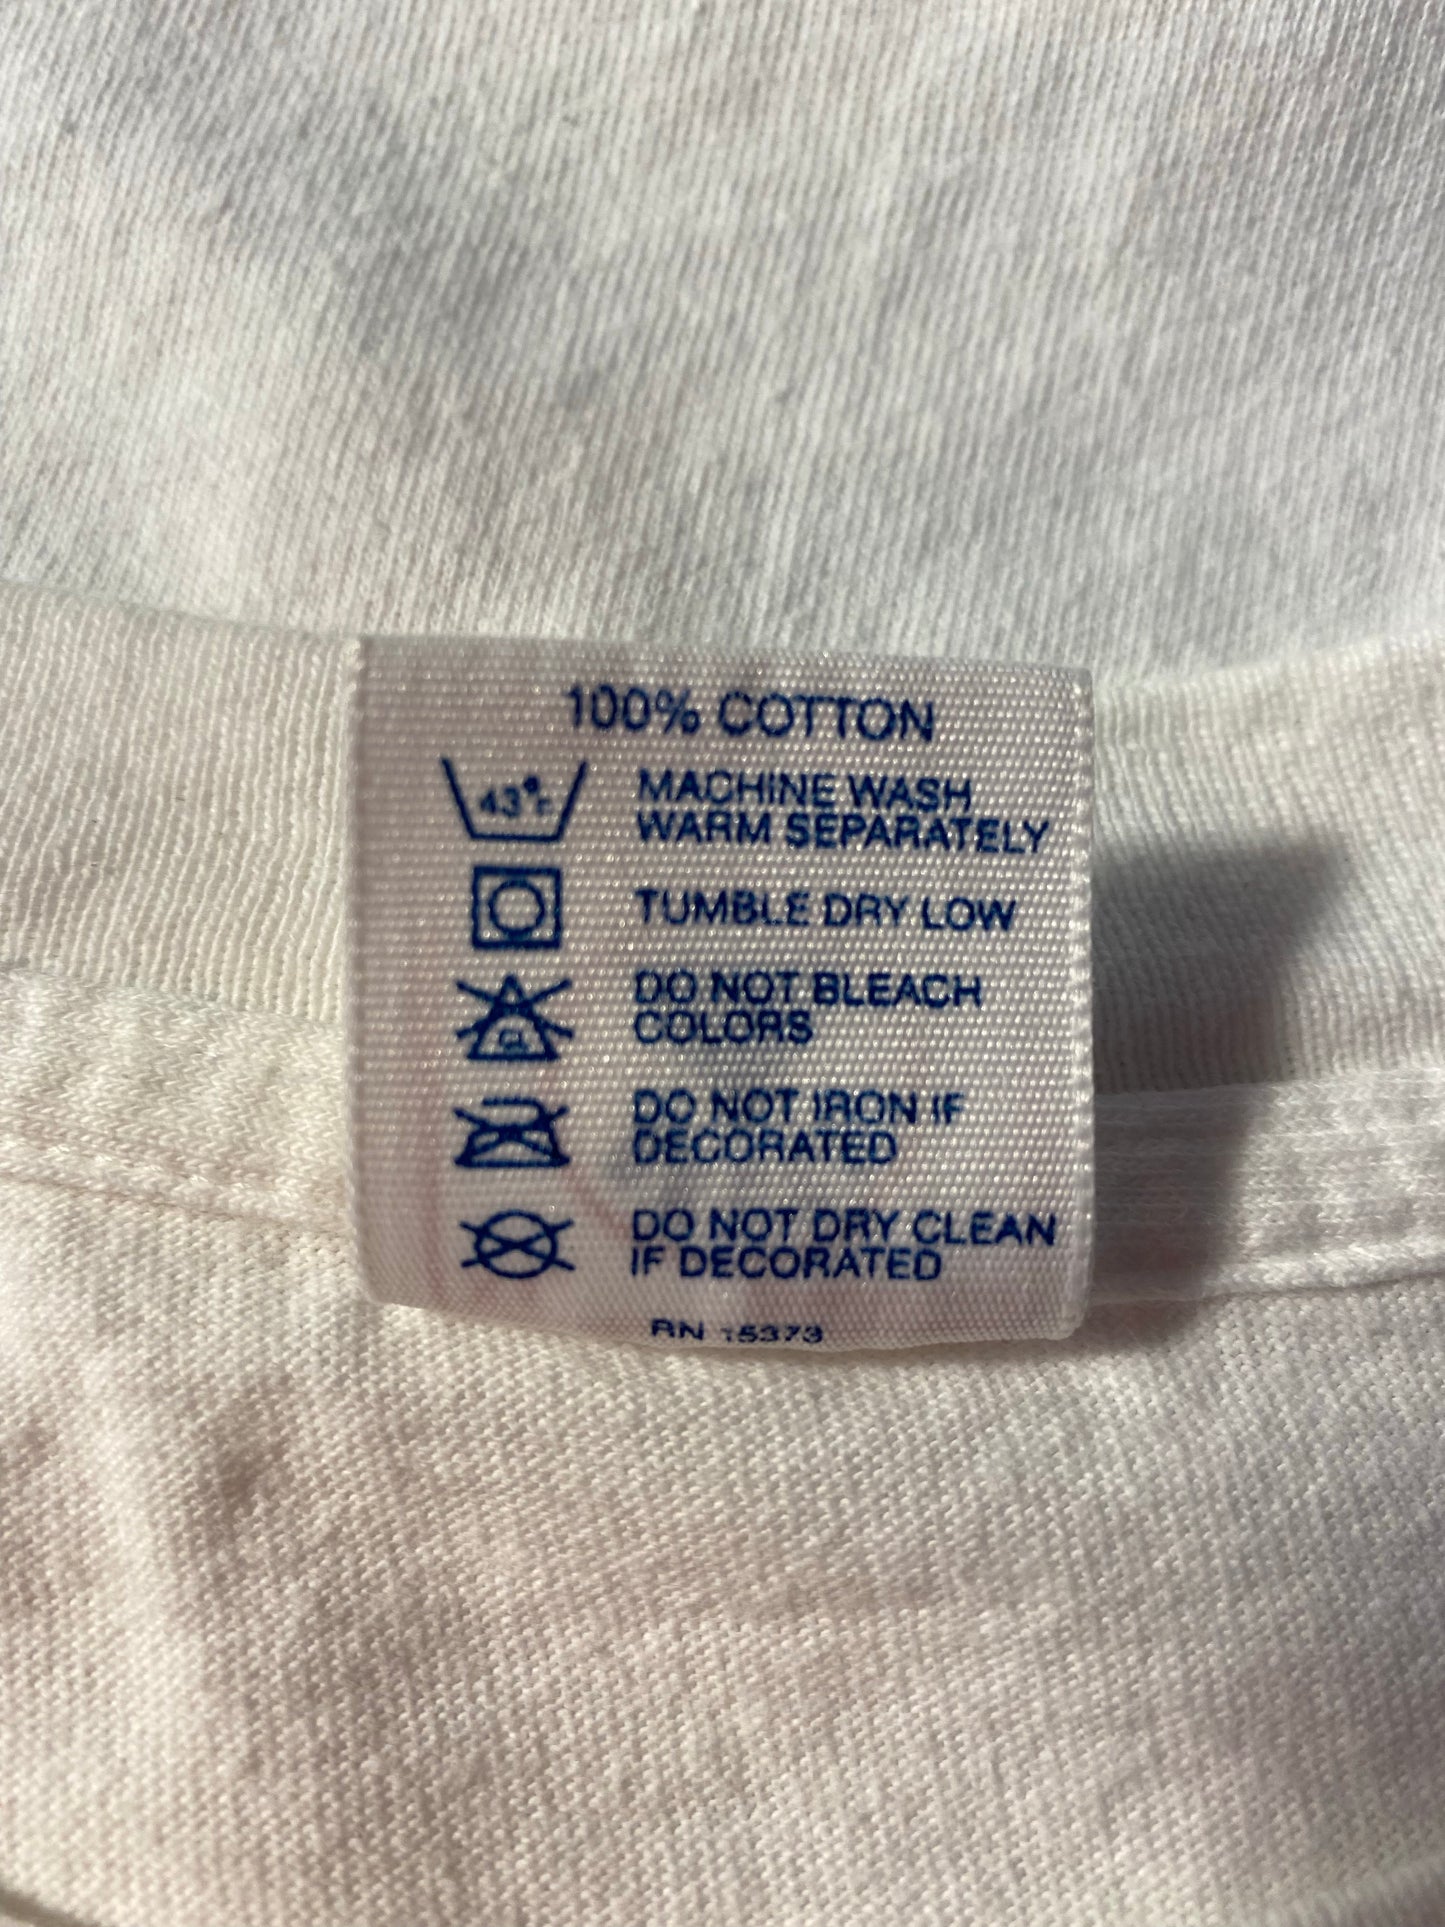 100% COTTON
43°F
MACHINE WASH
WARM SEPARATELY
TUMBLE DRY LOW
CL
DO NOT BLEACH
COLORS
DO NOT IRON IF
DECORATED
DO NOT DRY CLEAN
IF DECORATED
RN 15373